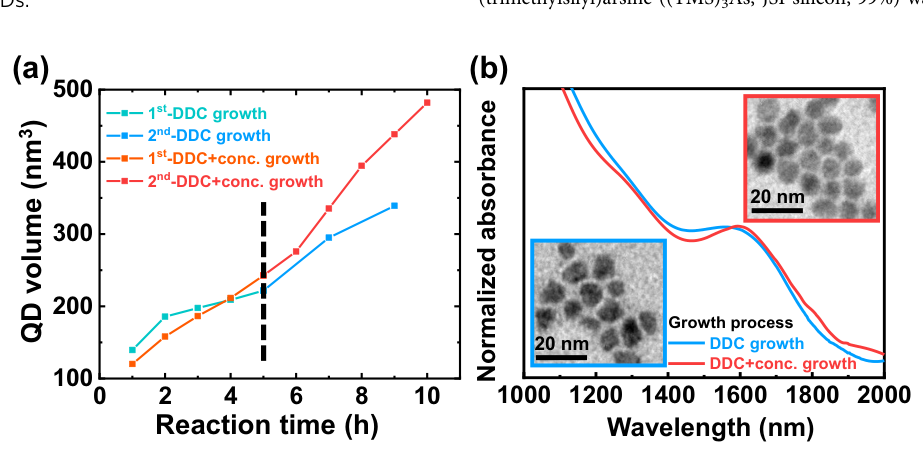 (trimethylsilyl)arsine ((TMS)3As, JSI silicon, 99%) wa
(a)
QD volume (nm3)
500
400
300
200
100
1st-DDC growth
2nd-DDC growth
1st-DDC+conc. growth
2nd-DDC+conc. growth
0 2 4 6 8 10
Reaction time (h)
(b)
Normalized absorbance
20 nm
20 nm
Growth process
DDC growth
DDC+conc. growth
1000 1200 1400 1600 1800 2000
Wavelength (nm)